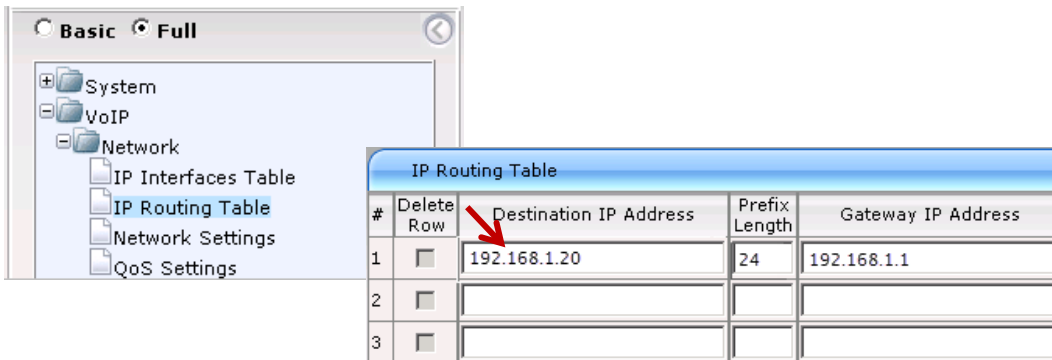 Basic Full
System
VoIP
Network
IP Interfaces Table
IP Routing Table
Network Settings
QoS Settings
IP Routing Table
# Delete Row Destination IP Address Prefix Length Gateway IP Address
1 192.168.1.20 24 192.168.1.1
2
3